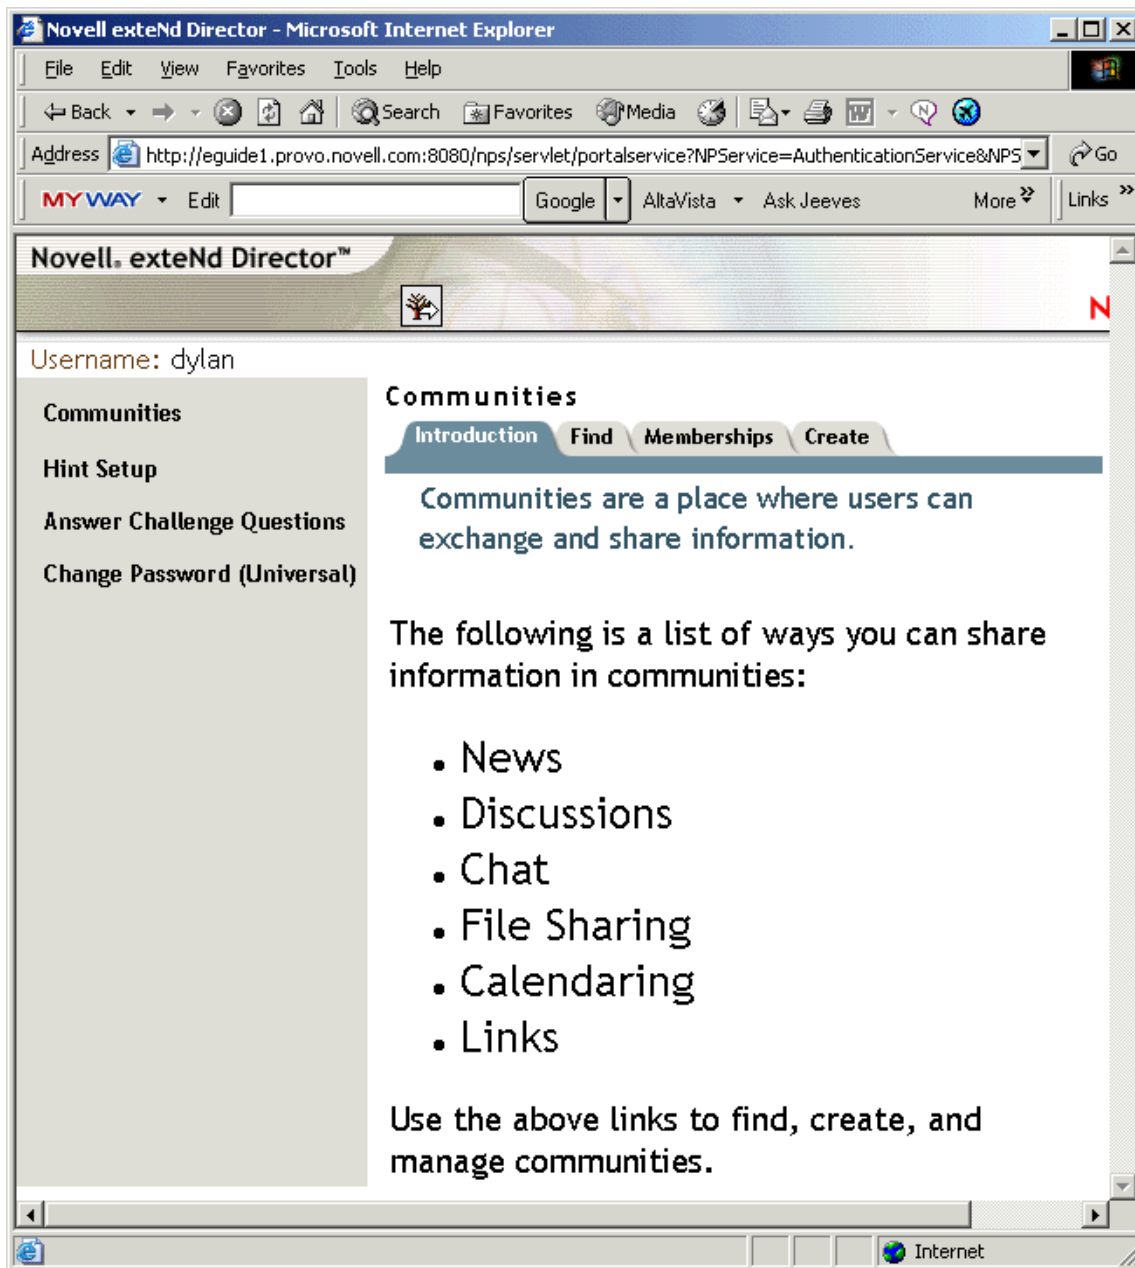 Novell exteNd Director - Microsoft Internet Explorer
File Edit View Favorites Tools Help
Back Search Favorites Media
Address http://eguide1.provo.novell.com:8080/nps/servlet/portalservice?NPService=AuthenticationService&NPS Go
MY WAY Edit Google AltaVista Ask Jeeves More Links
Novell. exteNd Director™
N
Username: dylan
Communities
Hint Setup
Answer Challenge Questions
Change Password (Universal)
Communities
Introduction Find Memberships Create
Communities are a place where users can
exchange and share information.
The following is a list of ways you can share
information in communities:
• News
• Discussions
• Chat
• File Sharing
• Calendaring
• Links
Use the above links to find, create, and
manage communities.
Internet